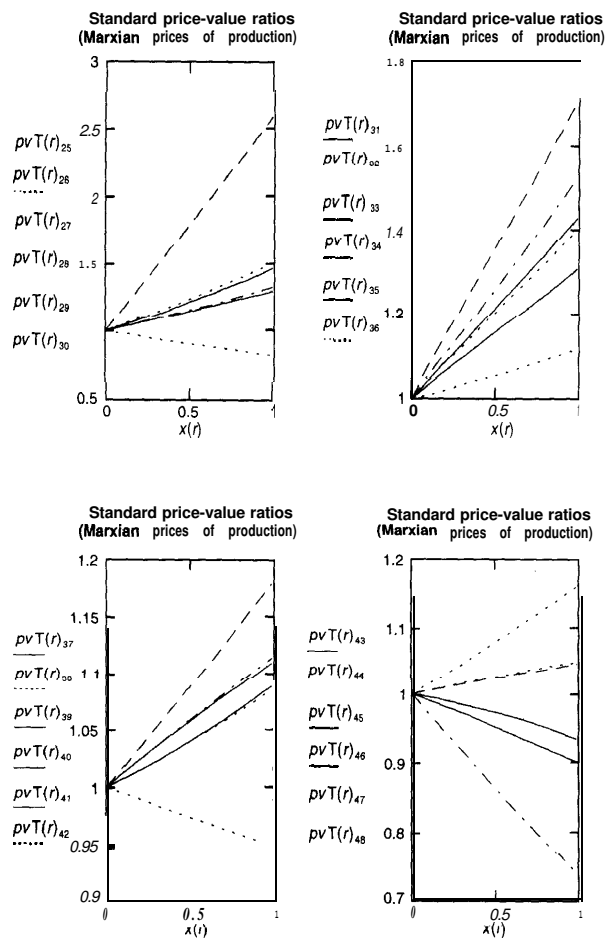 Standard price-value ratios
(Marxian prices of production)
3
2.5
2
1.5
1
0.5
pvT(r)25
pvT(r)26
pvT(r)27
pvT(r)28
pvT(r)29
pvT(r)30
0
0.5
1
x(r)
Standard price-value ratios
(Marxian prices of production)
1.8
1.6
1.4
1.2
1
pvT(r)31
pvT(r)
pvT(r)33
pvT(r)34
pvT(r)35
pvT(r)36
0
0.5
1
x(r)
Standard price-value ratios
(Marxian prices of production)
1.2
1.15
1.1
1.05
1
0.95
0.9
pvT(r)37
pvT(r)
pvT(r)39
pvT(r)40
pvT(r)41
pvT(r)42
0
0.5
1
Standard price-value ratios
(Marxian prices of production)
1.2
1.1
1
0.9
0.8
0.7
pvT(r)43
pvT(r)44
pvT(r)45
pvT(r)46
pvT(r)47
pvT(r)48
0
0.5
1